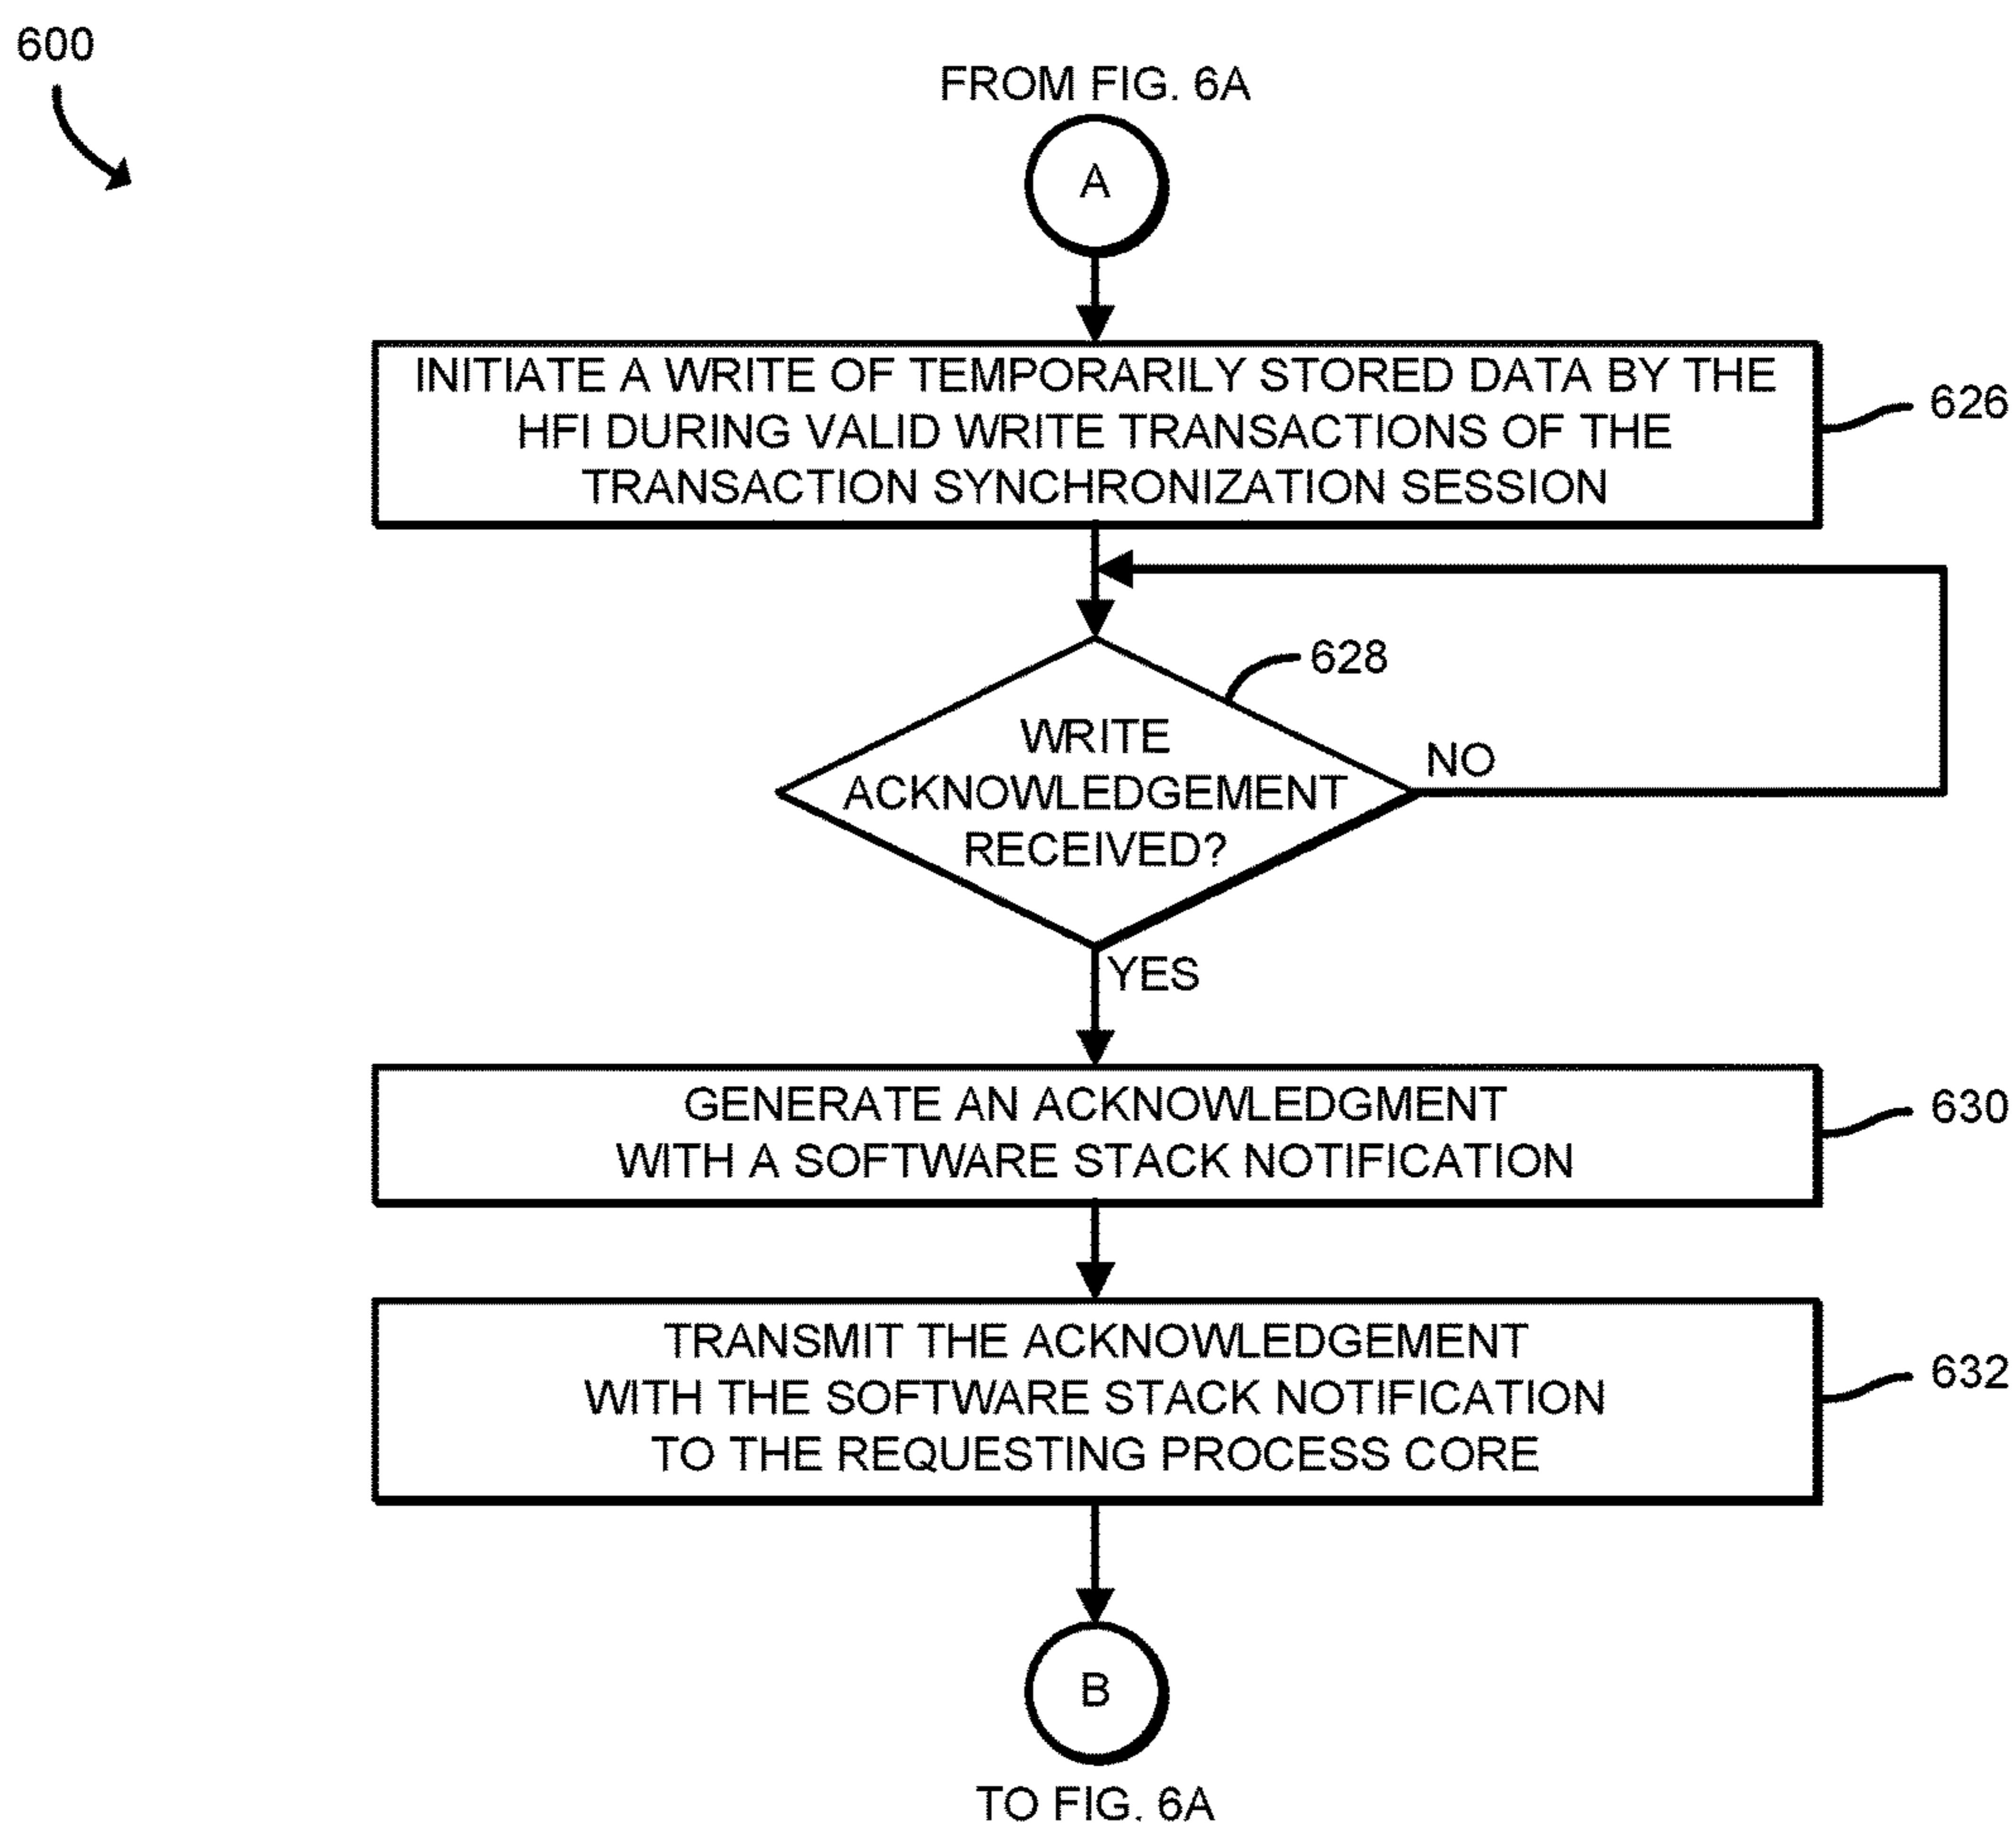 600
FROM FIG. 6A
A
INITIATE A WRITE OF TEMPORARILY STORED DATA BY THE
HFI DURING VALID WRITE TRANSACTIONS OF THE
TRANSACTION SYNCHRONIZATION SESSION
626
628
WRITE
ACKNOWLEDGEMENT
RECEIVED?
NO
YES
GENERATE AN ACKNOWLEDGMENT
WITH A SOFTWARE STACK NOTIFICATION
630
TRANSMIT THE ACKNOWLEDGEMENT
WITH THE SOFTWARE STACK NOTIFICATION
TO THE REQUESTING PROCESS CORE
632
B
TO FIG. 6A